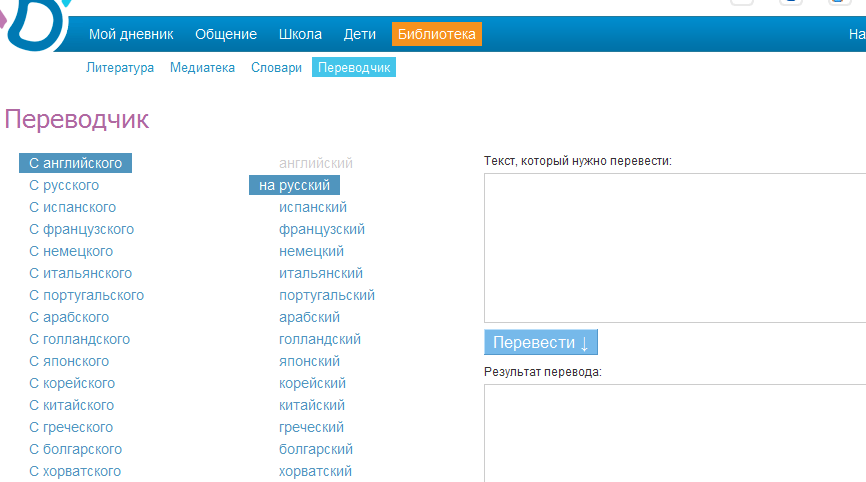 Мой дневник Общение Школа Дети Библиотека На
Литература Медиатека Словари Переводчик
Переводчик
С английского
С русского
С испанского
С французского
С немецкого
С итальянского
С португальского
С арабского
С голландского
С японского
С корейского
С китайского
С греческого
С болгарского
С хорватского
английский
на русский
испанский
французский
немецкий
итальянский
португальский
арабский
голландский
японский
корейский
китайский
греческий
болгарский
хорватский
Текст, который нужно перевести:
Перевести ↓
Результат перевода: